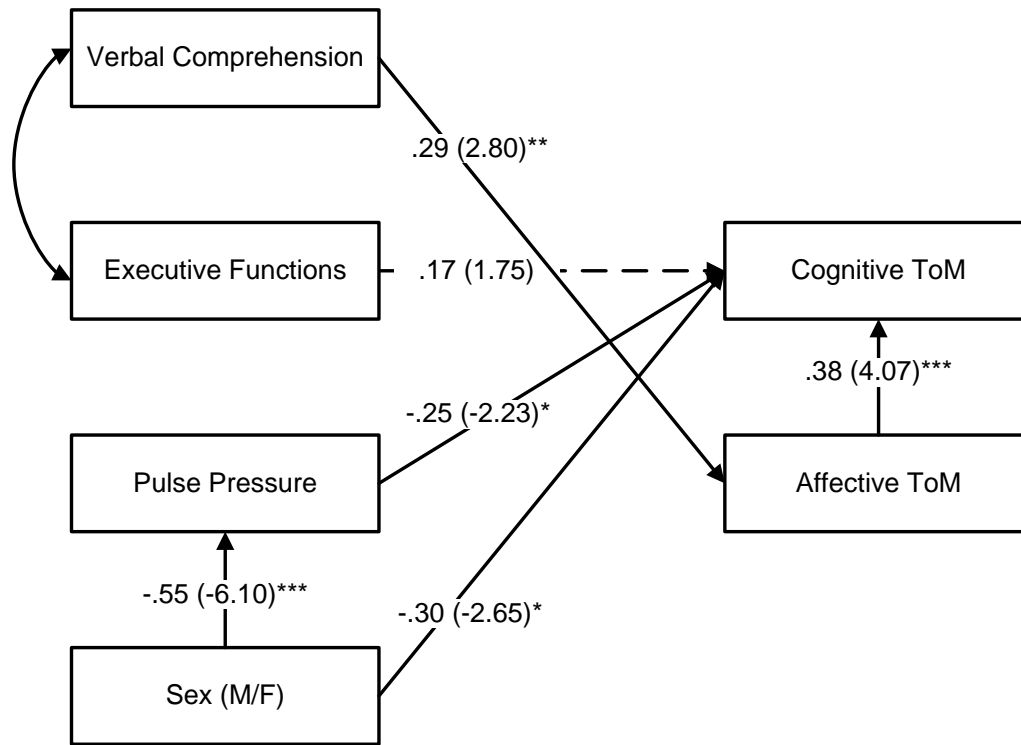 Verbal Comprehension
.29 (2.80)**
Executive Functions
.17 (1.75)
Cognitive ToM
.38 (4.07)***
-.25 (-2.23)*
Pulse Pressure
Affective ToM
-.55 (-6.10)***
-.30 (-2.65)*
Sex (M/F)